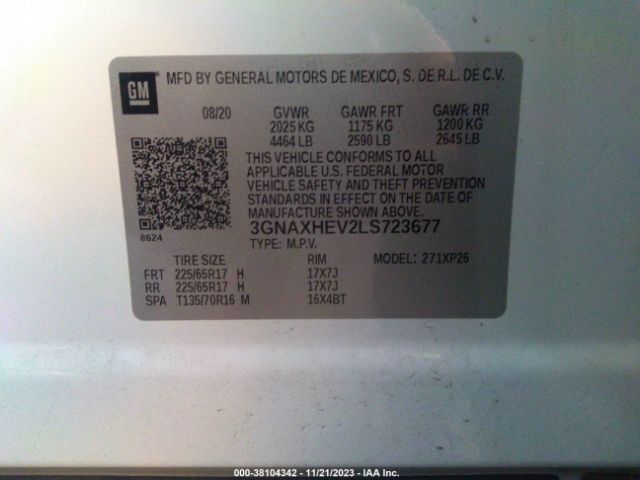 GM
MFD BY GENERAL MOTORS DE MEXICO, S. DE R.L. DE C.V.
08/20 GVWR GAWR FRT GAWR RR
2025 KG 1175 KG 1200 KG
4464 LB 2590 LB 2645 LB
THIS VEHICLE CONFORMS TO ALL
APPLICABLE U.S. FEDERAL MOTOR
VEHICLE SAFETY AND THEFT PREVENTION
STANDARDS IN EFFECT ON THE DATE OF
MANUFACTURE SHOWN ABOVE.
8624 3GNAXHEV2LS723677
TYPE: M.P.V.
TIRE SIZE RIM MODEL: 271XP26
FRT 225/65R17 H 17X7J
RR 225/65R17 H 17X7J
SPA T135/70R16 M 16X4BT
000-38104342 - 11/21/2023 - IAA Inc.